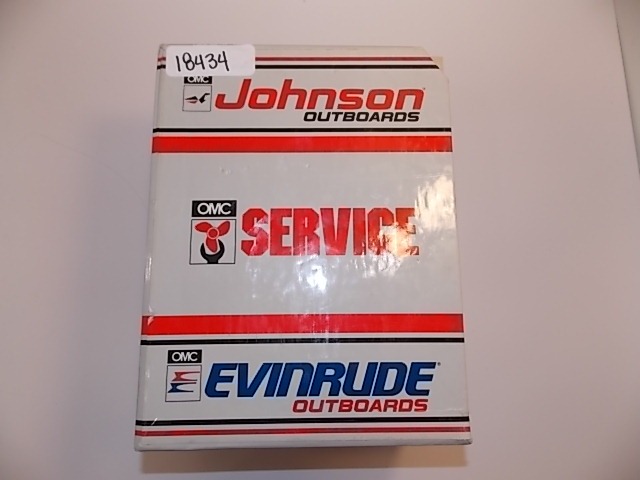 18434
OMC
Johnson
OUTBOARDS
OMC
SERVICE
OMC
EVINRUDE
OUTBOARDS